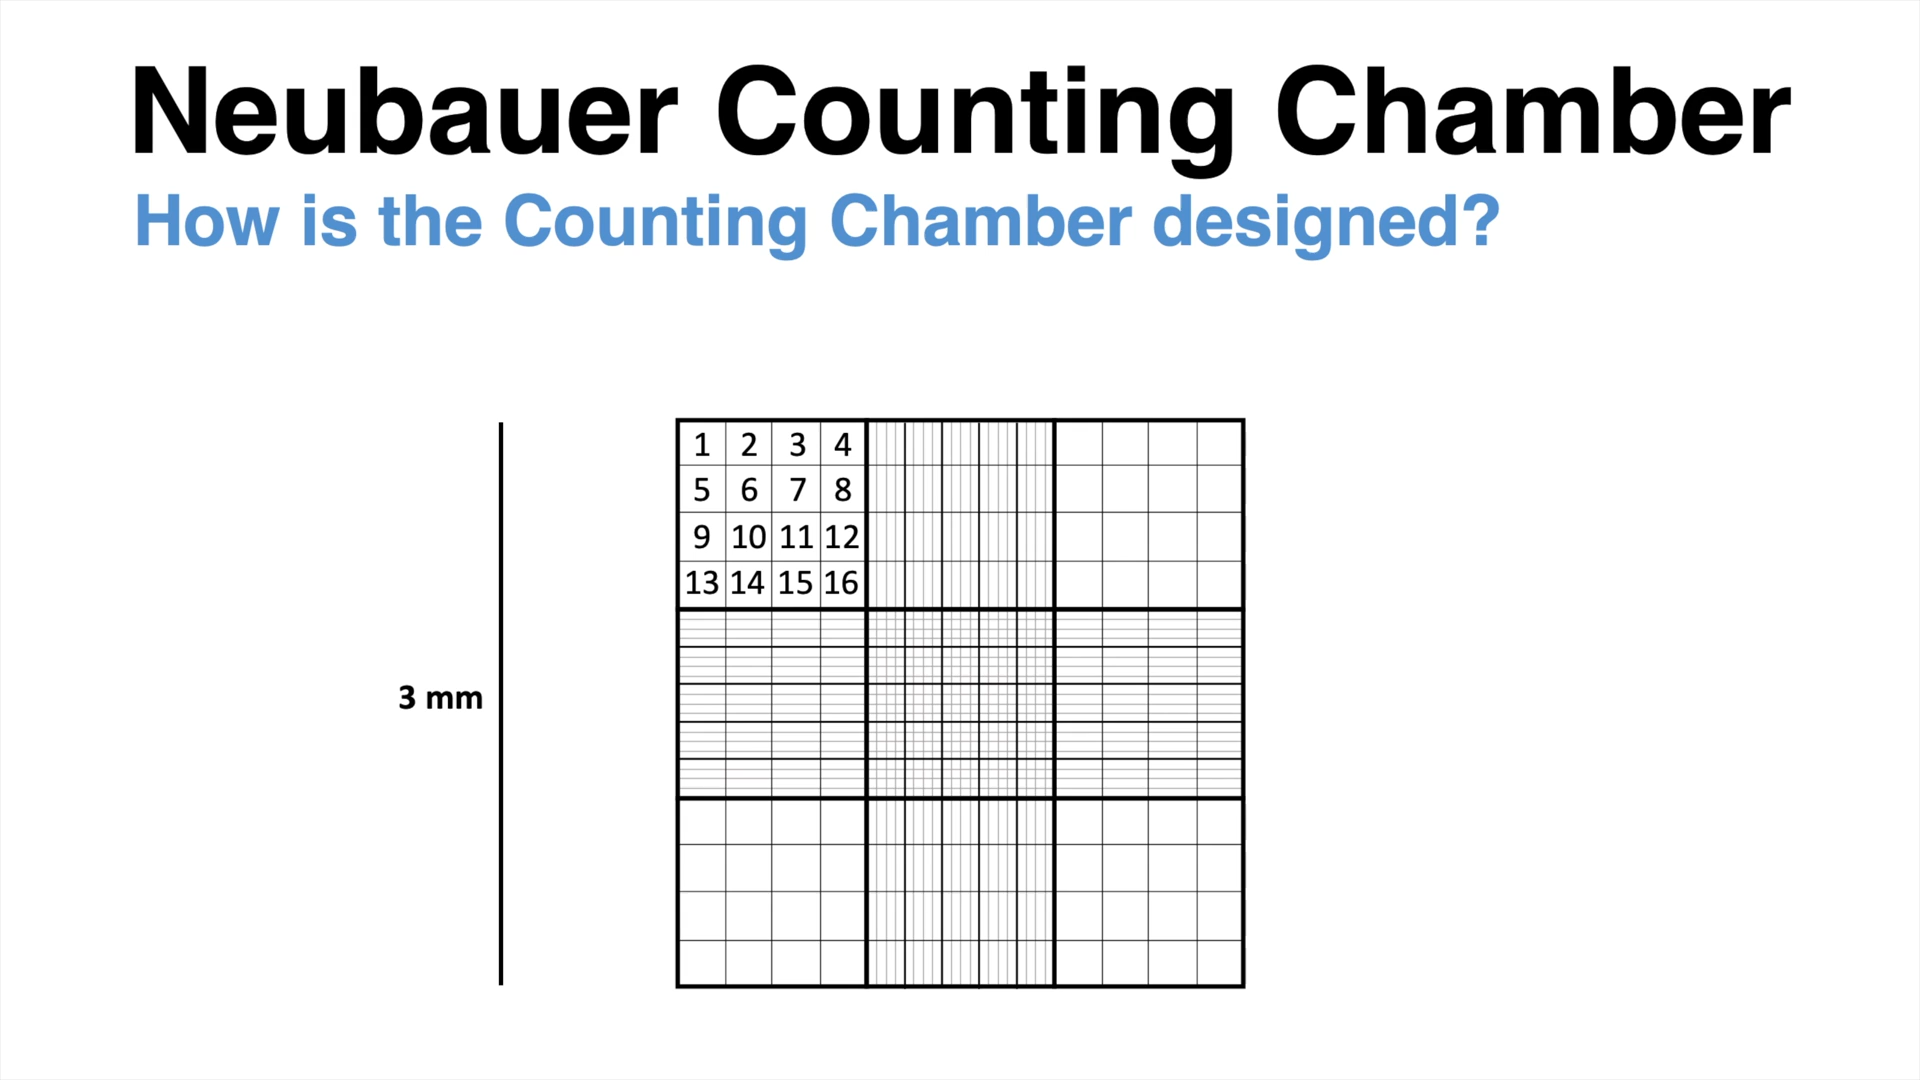 Neubauer Counting Chamber
How is the Counting Chamber designed?
1 2 3 4
5 6 7 8
9 10 11 12
13 14 15 16
3 mm